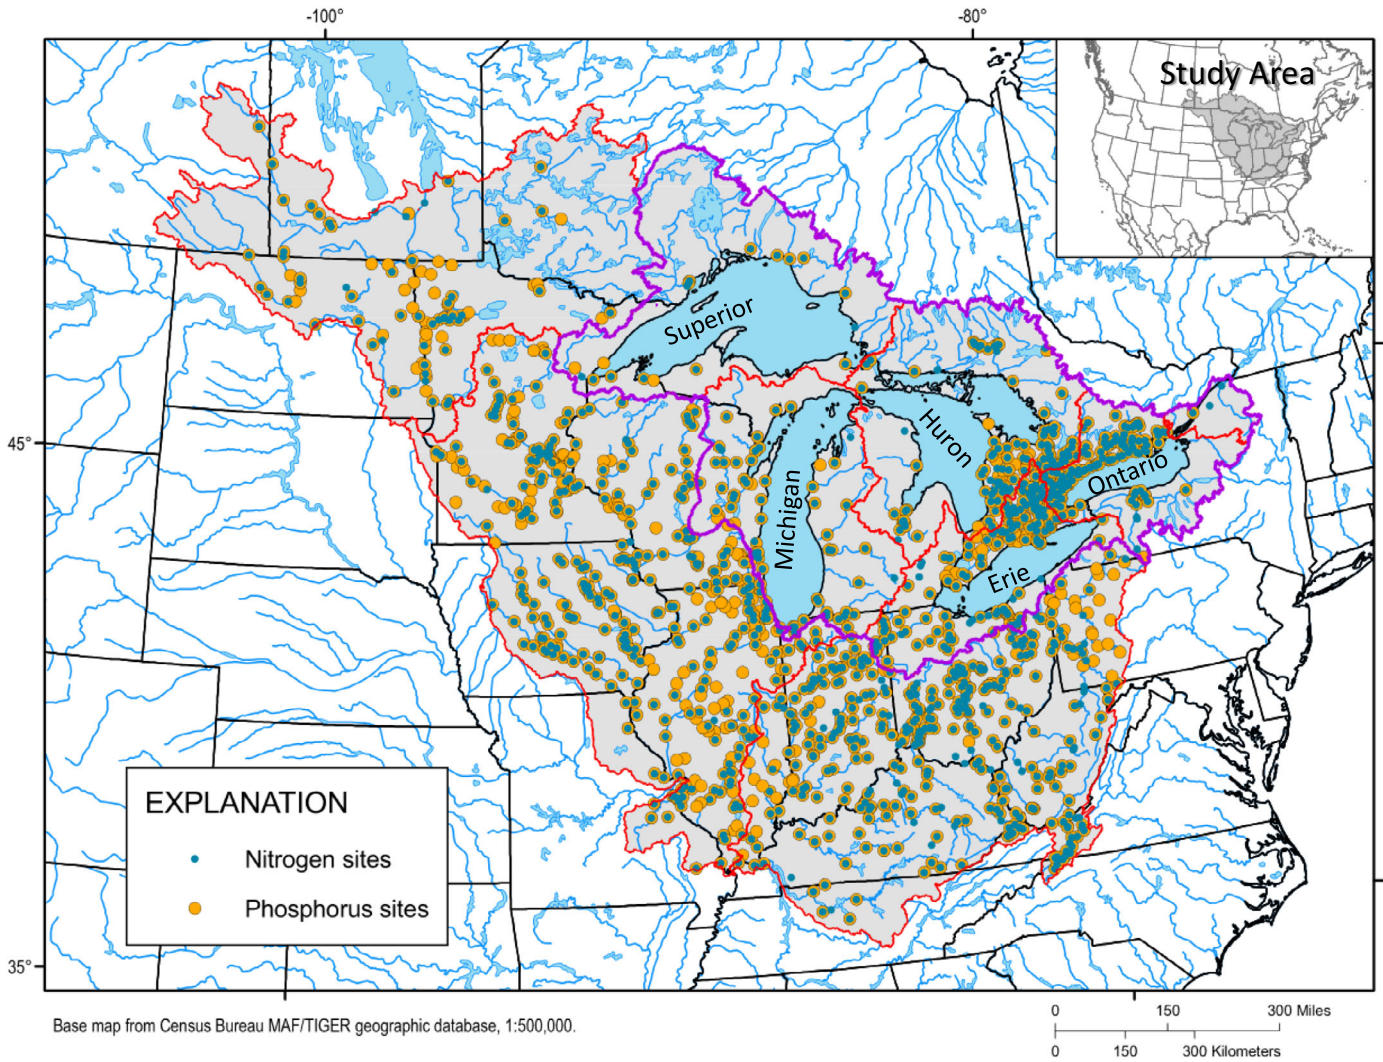 -100°
-80°
Study Area
Superior
Huron
45°
Ontario
Michigan
Erie
EXPLANATION
Nitrogen sites
Phosphorus sites
35°
Base map from Census Bureau MAF/TIGER geographic database, 1:500,000.
0 150 300 Miles
0 150 300 Kilometers